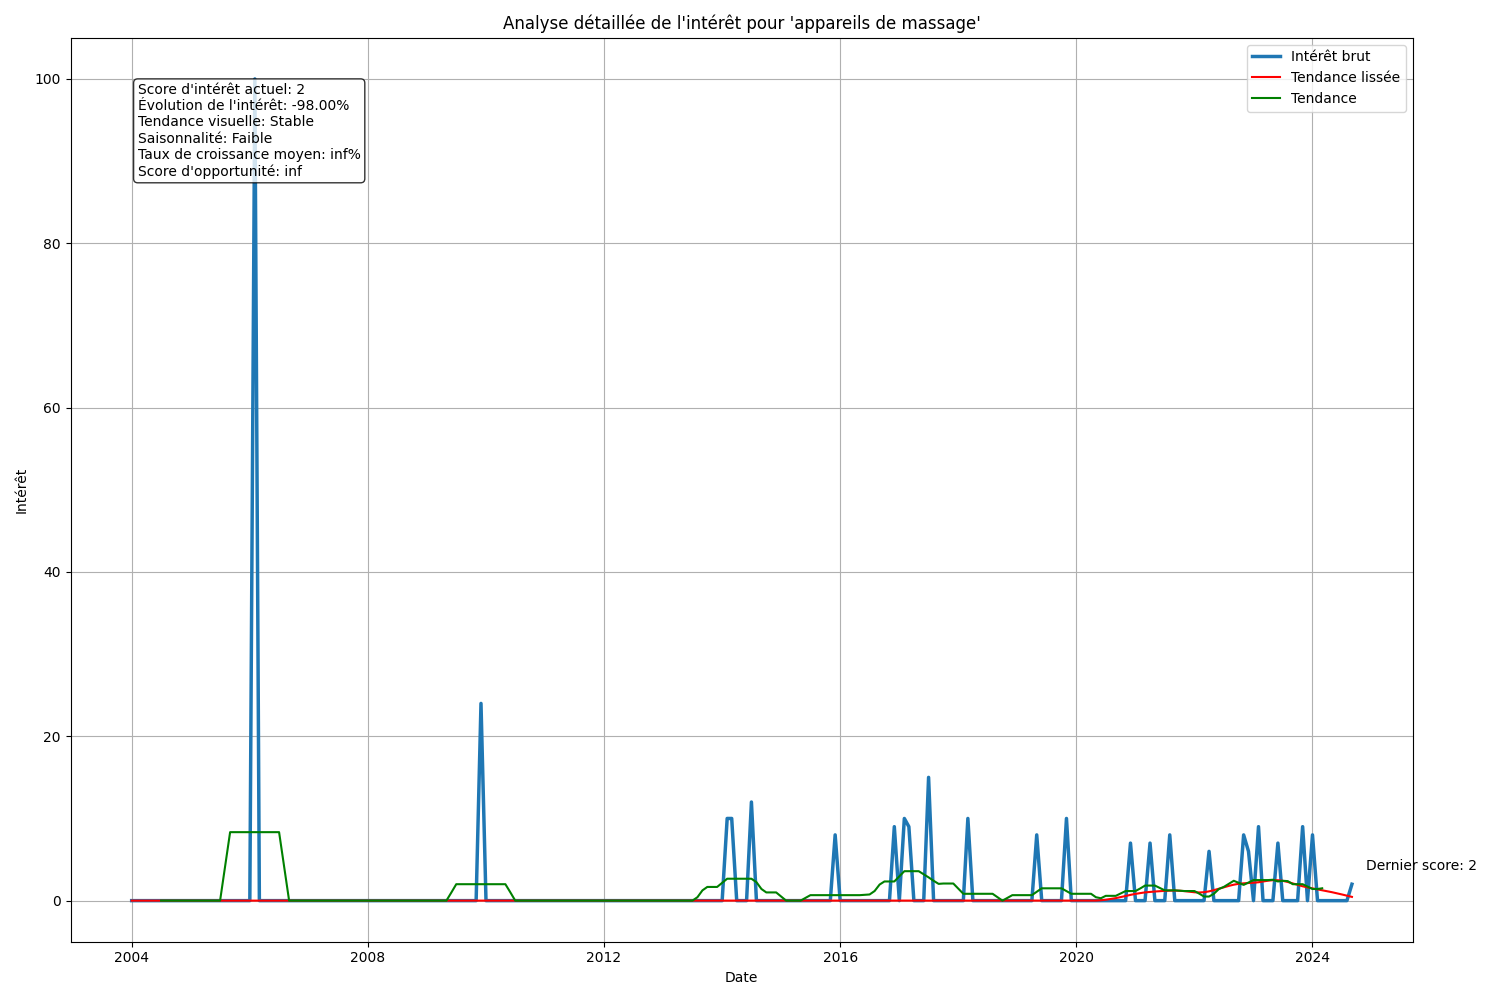 Analyse détaillée de l'intérêt pour 'appareils de massage'
Intérêt brut
Tendance lissée
Tendance
Score d'intérêt actuel: 2
Évolution de l'intérêt: -98.00%
Tendance visuelle: Stable
Saisonnalité: Faible
Taux de croissance moyen: inf%
Score d'opportunité: inf
100
80
60
40
20
0
Intérêt
Dernier score: 2
2004
2008
2012
2016
2020
2024
Date